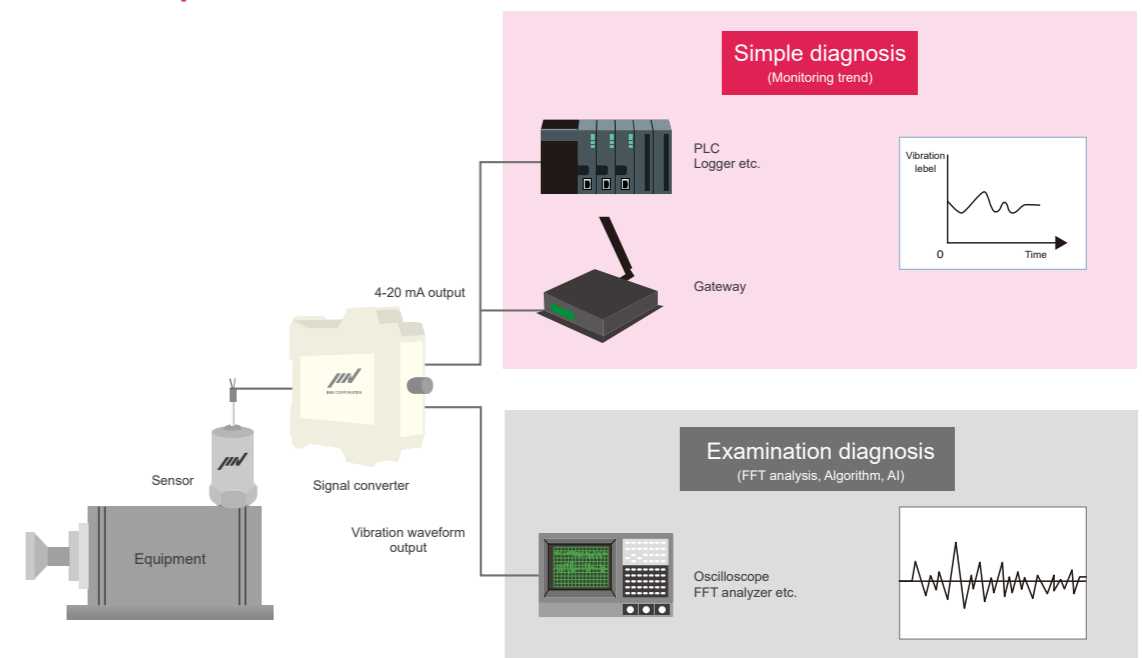 Simple diagnosis
(Monitoring trend)
PLC
Logger etc.
Vibration
lebel
0
Time
Gateway
4-20 mA output
Sensor
Signal converter
Equipment
Vibration waveform
output
Examination diagnosis
(FFT analysis, Algorithm, AI)
Oscilloscope
FFT analyzer etc.